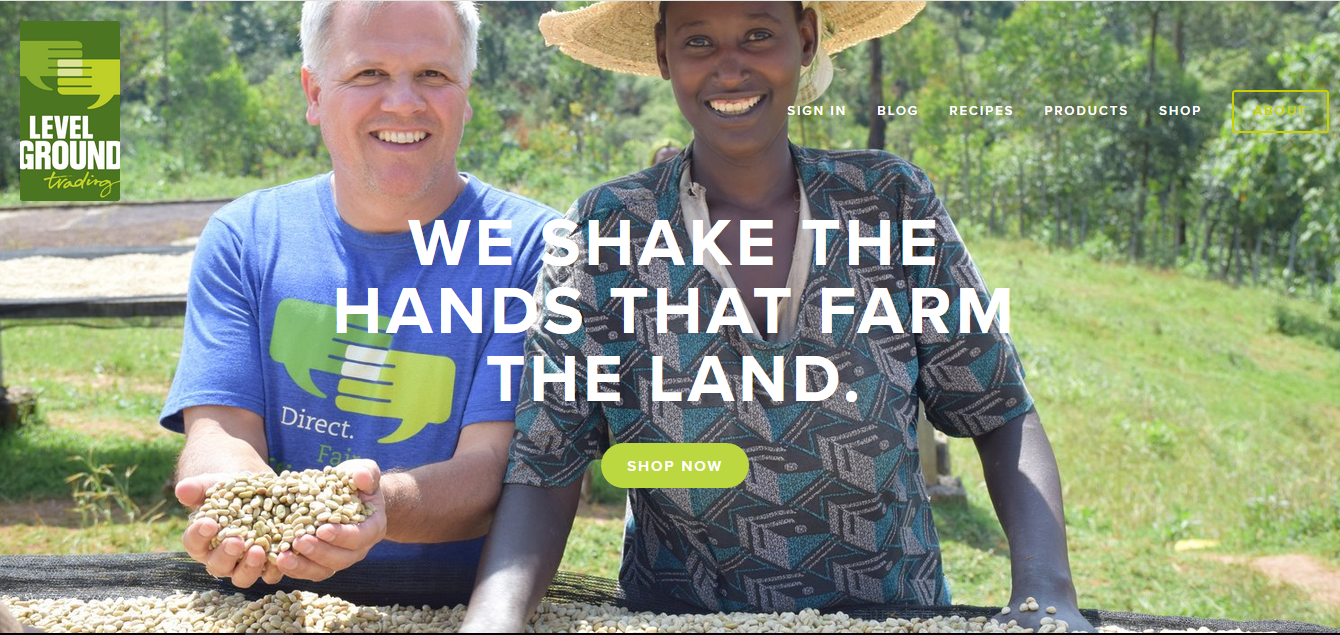 LEVEL
GROUND
trading
SIGN IN BLOG RECIPES PRODUCTS SHOP ABOUT
WE SHAKE THE
HANDS THAT FARM
THE LAND.
Direct.
Fair
SHOP NOW